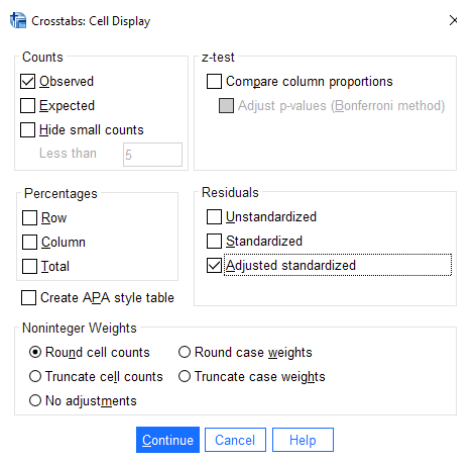 Crosstabs: Cell Display
Counts
Observed
Expected
Hide small counts
Less than 5
z-test
Compare column proportions
Adjust p-values (Bonferroni method)
Percentages
Row
Column
Total
Residuals
Unstandardized
Standardized
Adjusted standardized
Create APA style table
Noninteger Weights
Round cell counts Round case weights
Truncate cell counts Truncate case weights
No adjustments
Continue Cancel Help